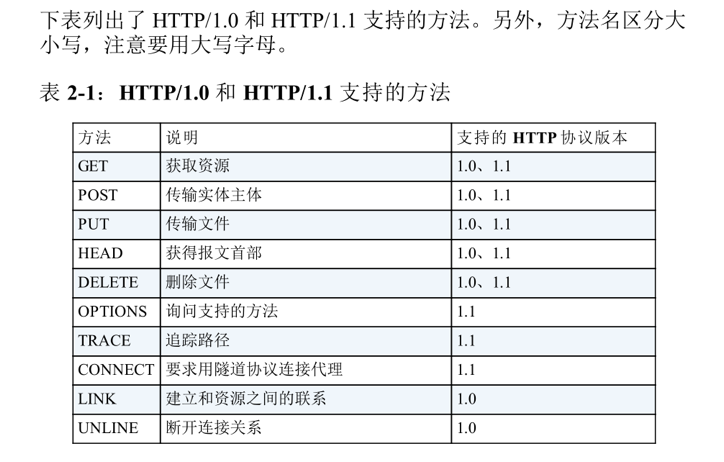 下表列出了 HTTP/1.0 和 HTTP/1.1 支持的方法。另外，方法名区分大
小写，注意要用大写字母。
表 2-1：HTTP/1.0 和 HTTP/1.1 支持的方法
方法 说明 支持的 HTTP 协议版本
GET 获取资源 1.0、1.1
POST 传输实体主体 1.0、1.1
PUT 传输文件 1.0、1.1
HEAD 获得报文首部 1.0、1.1
DELETE 删除文件 1.0、1.1
OPTIONS 询问支持的方法 1.1
TRACE 追踪路径 1.1
CONNECT 要求用隧道协议连接代理 1.1
LINK 建立和资源之间的联系 1.0
UNLINE 断开连接关系 1.0